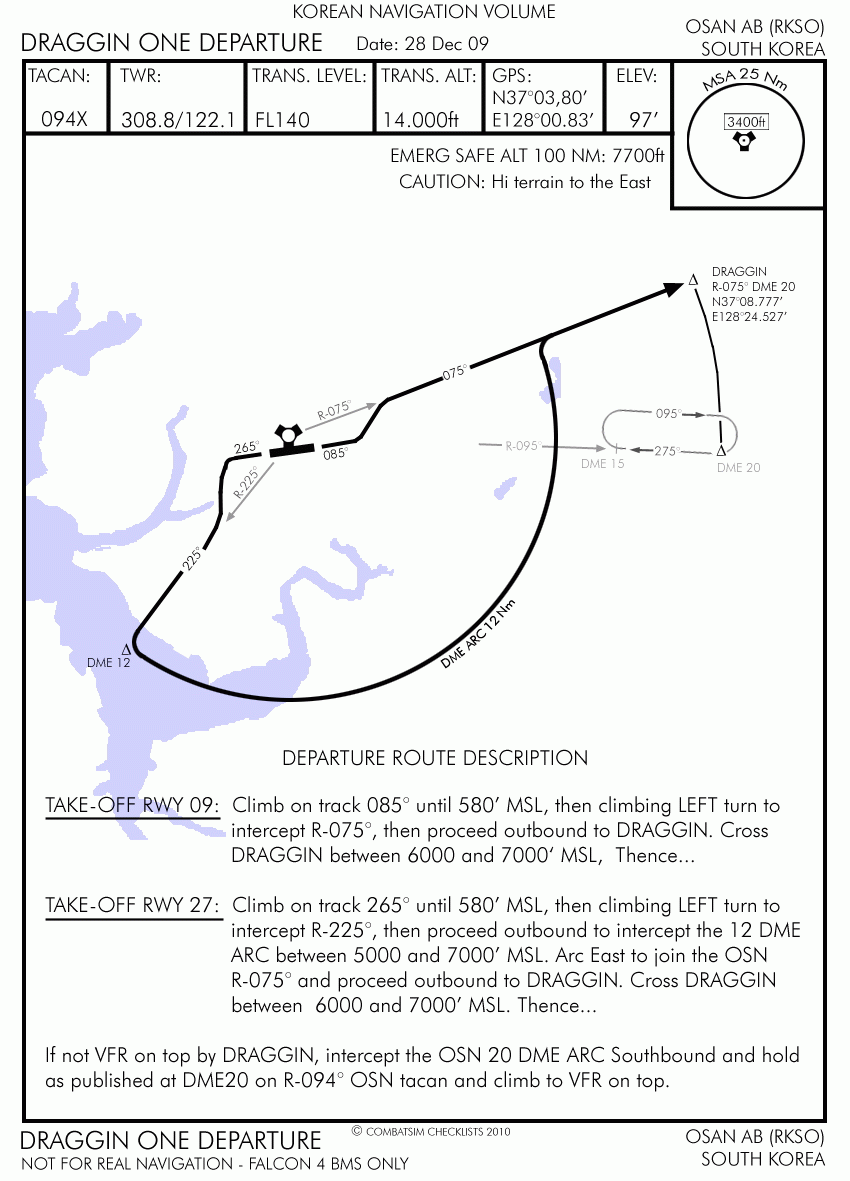 KOREAN NAVIGATION VOLUME
DRAGGIN ONE DEPARTURE
Date: 28 Dec 09
OSAN AB (RKSO)
SOUTH KOREA
TACAN:
094X
TWR:
308.8/122.1
TRANS. LEVEL:
FL140
TRANS. ALT:
14.000ft
GPS:
N37°03,80’
E128°00.83’
ELEV:
97’
MSA 25 Nm
3400ft
EMERG SAFE ALT 100 NM: 7700ft
CAUTION: Hi terrain to the East
DRAGGIN
R-075° DME 20
N37°08.777’
E128°24.527’
075°
R-075°
265°
085°
R-225°
225°
095°
R-095°
275°
DME 15
DME 20
DME 12
DME ARC 12 Nm
DEPARTURE ROUTE DESCRIPTION
TAKE-OFF RWY 09: Climb on track 085° until 580’ MSL, then climbing LEFT turn to
intercept R-075°, then proceed outbound to DRAGGIN. Cross
DRAGGIN between 6000 and 7000‘ MSL, Thence...
TAKE-OFF RWY 27: Climb on track 265° until 580’ MSL, then climbing LEFT turn to
intercept R-225°, then proceed outbound to intercept the 12 DME
ARC between 5000 and 7000’ MSL. Arc East to join the OSN
R-075° and proceed outbound to DRAGGIN. Cross DRAGGIN
between 6000 and 7000’ MSL. Thence...
If not VFR on top by DRAGGIN, intercept the OSN 20 DME ARC Southbound and hold
as published at DME20 on R-094° OSN tacan and climb to VFR on top.
DRAGGIN ONE DEPARTURE
© COMBATSIM CHECKLISTS 2010
OSAN AB (RKSO)
NOT FOR REAL NAVIGATION - FALCON 4 BMS ONLY
SOUTH KOREA